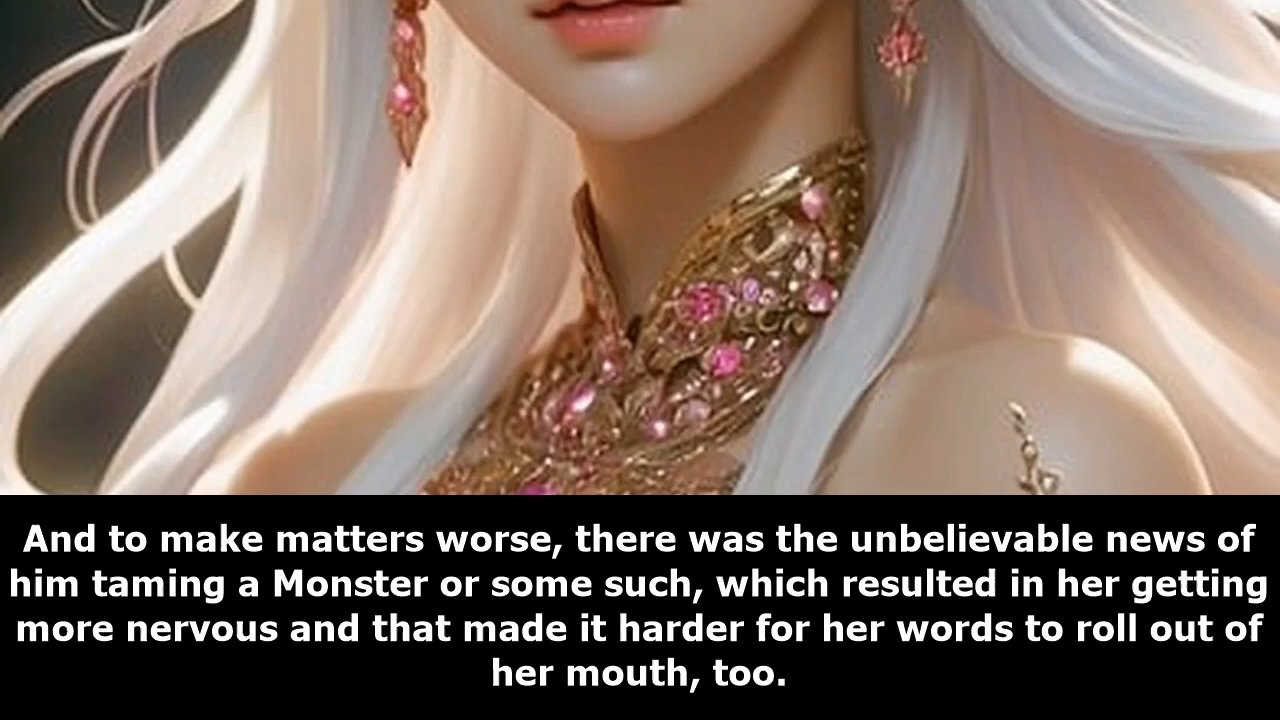 And to make matters worse, there was the unbelievable news of
him taming a Monster or some such, which resulted in her getting
more nervous and that made it harder for her words to roll out of
her mouth, too.